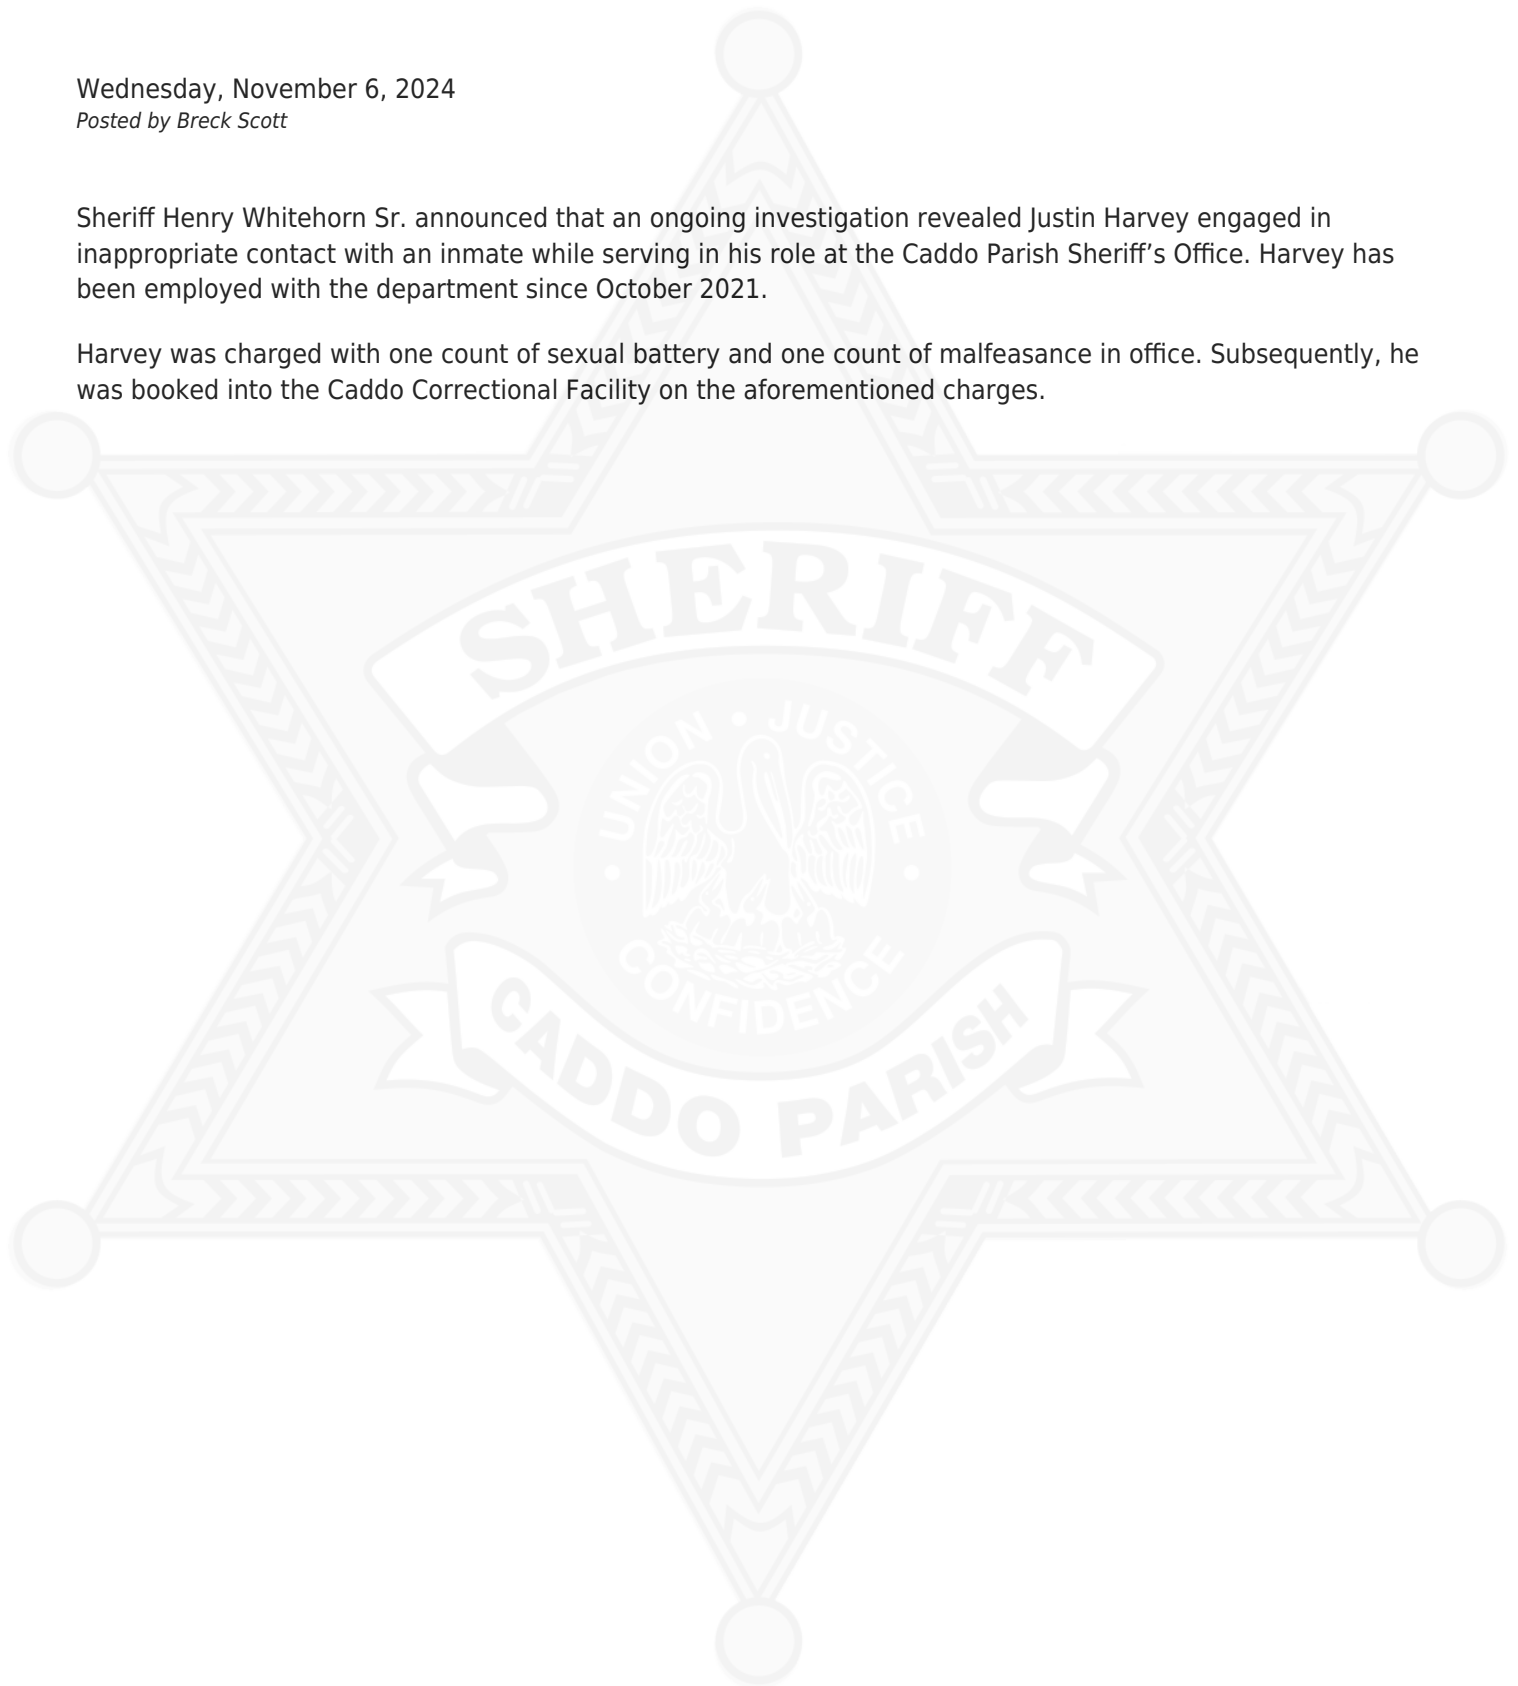 Wednesday, November 6, 2024
Posted by Breck Scott
Sheriff Henry Whitehorn Sr. announced that an ongoing investigation revealed Justin Harvey engaged in
inappropriate contact with an inmate while serving in his role at the Caddo Parish Sheriff’s Office. Harvey has
been employed with the department since October 2021.
Harvey was charged with one count of sexual battery and one count of malfeasance in office. Subsequently, he
was booked into the Caddo Correctional Facility on the aforementioned charges.
SHERIFF
UNION • JUSTICE
• CONFIDENCE •
CADDO PARISH